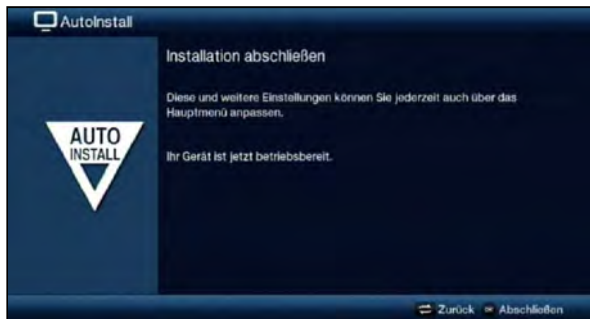 AutoInstall
Installation abschließen
Diese und weitere Einstellungen können Sie jederzeit auch über das
Hauptmenü anpassen.
AUTO
INSTALL
Ihr Gerät ist jetzt betriebsbereit.
Zurück OK Abschließen